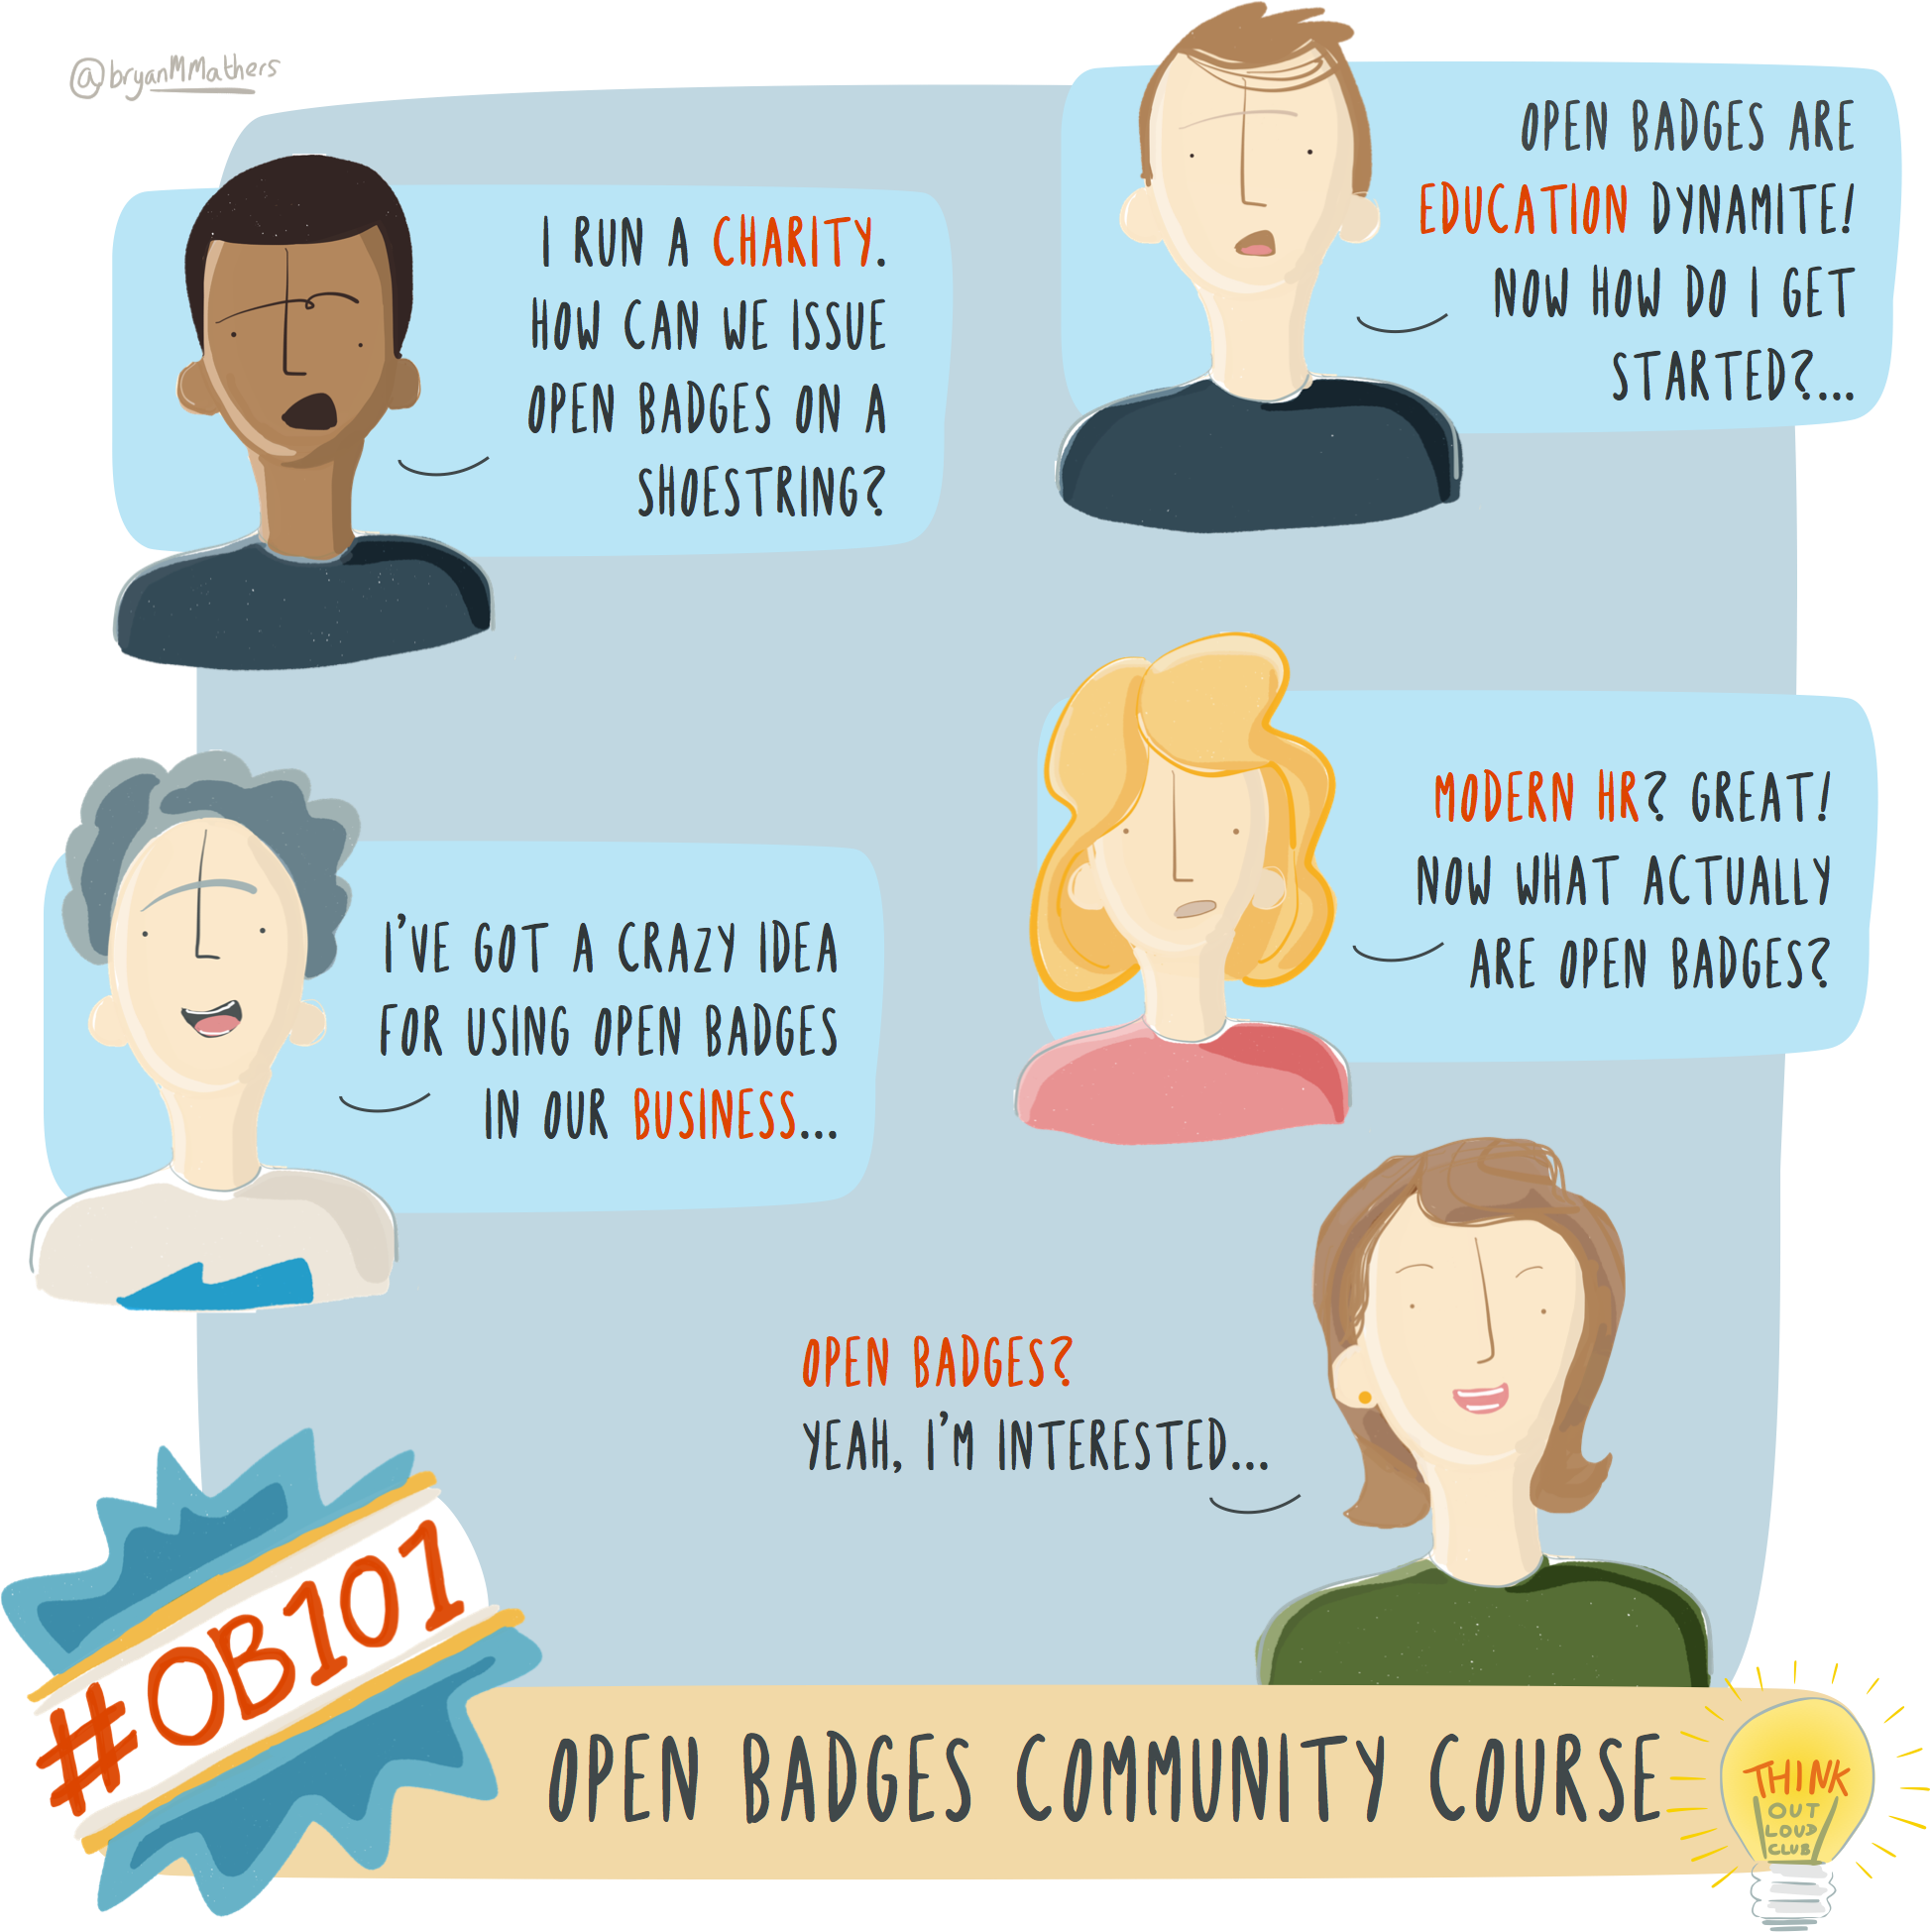 @bryanMMathers
I RUN A CHARITY.
HOW CAN WE ISSUE
OPEN BADGES ON A
SHOESTRING?
OPEN BADGES ARE
EDUCATION DYNAMITE!
NOW HOW DO I GET
STARTED?...
I'VE GOT A CRAZY IDEA
FOR USING OPEN BADGES
IN OUR BUSINESS...
MODERN HR? GREAT!
NOW WHAT ACTUALLY
ARE OPEN BADGES?
OPEN BADGES?
YEAH, I'M INTERESTED...
#OB101
OPEN BADGES COMMUNITY COURSE
THINK
OUT
LOUD
CLUB